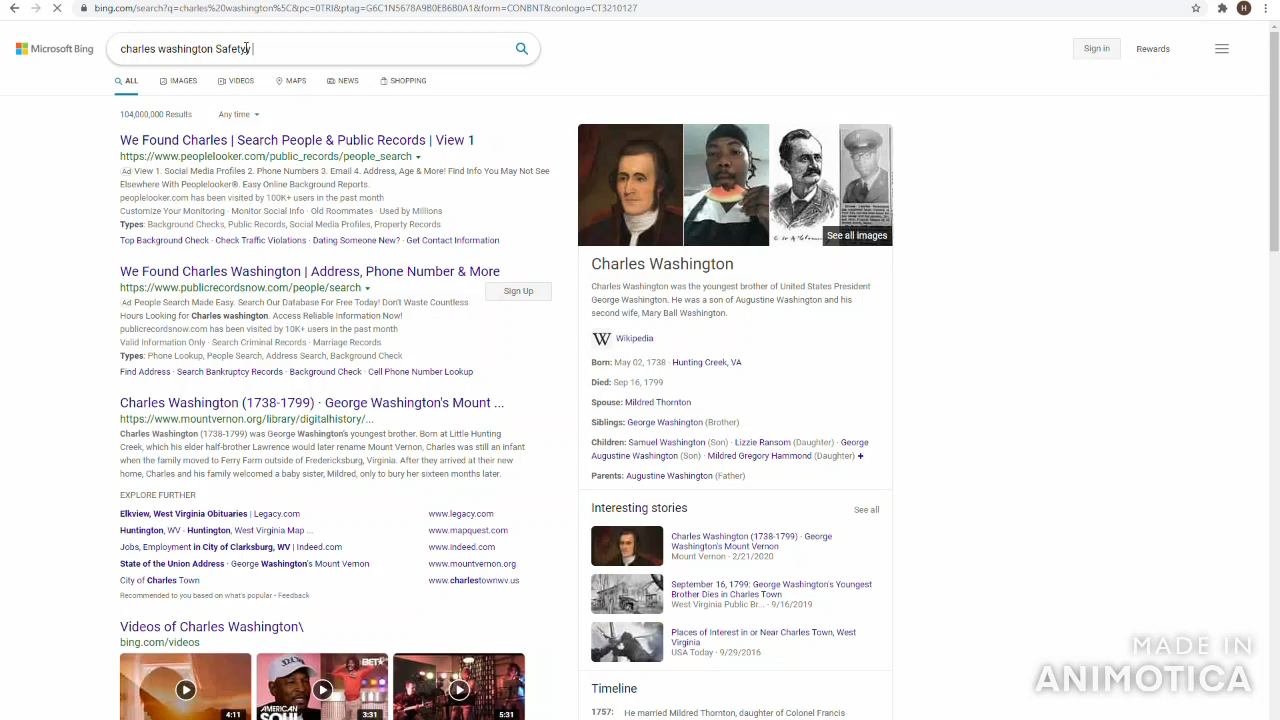 bing.com/search?q=charles%20washington%5C&pc=0TRI&ptag=G6C1N5678A9B0EB6B0A1&form=CONBNT&conlogo=CT3210127
H
Microsoft Bing
charles washington Safety
Sign in
Rewards
ALL
IMAGES
VIDEOS
MAPS
NEWS
SHOPPING
104,000,000 Results
Any time
We Found Charles | Search People & Public Records | View 1
https://www.peoplelooker.com/public_records/people_search
Ad View 1. Social Media Profiles 2. Phone Numbers 3. Email 4. Address, Age & More! Find Info You May Not See
Elsewhere With Peoplelooker®. Easy Online Background Reports.
peoplelooker.com has been visited by 100K+ users in the past month
Customize Your Monitoring · Monitor Social Info · Old Roommates · Used by Millions
Types: Background Checks, Public Records, Social Media Profiles, Property Records
Top Background Check · Check Traffic Violations · Dating Someone New? · Get Contact Information
We Found Charles Washington | Address, Phone Number & More
https://www.publicrecordsnow.com/people/search
Ad People Search Made Easy. Search Our Database For Free Today! Don't Waste Countless
Hours Looking for Charles washington. Access Reliable Information Now!
publicrecordsnow.com has been visited by 10K+ users in the past month
Valid Information Only · Search Criminal Records · Marriage Records
Types: Phone Lookup, People Search, Address Search, Background Check
Sign Up
Find Address · Search Bankruptcy Records · Background Check · Cell Phone Number Lookup
Charles Washington (1738-1799) · George Washington's Mount ...
https://www.mountvernon.org/library/digitalhistory/...
Charles Washington (1738-1799) was George Washington's youngest brother. Born at Little Hunting
Creek, which his elder half-brother Lawrence would later rename Mount Vernon, Charles was still an infant
when the family moved to Ferry Farm outside of Fredericksburg, Virginia. After they arrived at their new
home, Charles and his family welcomed a baby sister, Mildred, only to bury her sixteen months later.
EXPLORE FURTHER
Elkview, West Virginia Obituaries | Legacy.com www.legacy.com
Huntington, WV - Huntington, West Virginia Map ... www.mapquest.com
Jobs, Employment in City of Clarksburg, WV | Indeed.com www.indeed.com
State of the Union Address · George Washington's Mount Vernon www.mountvernon.org
City of Charles Town www.charlestownwv.us
Recommended to you based on what's popular • Feedback
Videos of Charles Washington\
bing.com/videos
4:11
AMERICAN SOUL
BET
3:31
5:31
See all images
Charles Washington
Charles Washington was the youngest brother of United States President
George Washington. He was a son of Augustine Washington and his
second wife, Mary Ball Washington.
W Wikipedia
Born: May 02, 1738 · Hunting Creek, VA
Died: Sep 16, 1799
Spouse: Mildred Thornton
Siblings: George Washington (Brother)
Children: Samuel Washington (Son) · Lizzie Ransom (Daughter) · George
Augustine Washington (Son) · Mildred Gregory Hammond (Daughter) +
Parents: Augustine Washington (Father)
Interesting stories
See all
Charles Washington (1738-1799) · George
Washington's Mount Vernon
Mount Vernon · 2/21/2020
September 16, 1799: George Washington's Youngest
Brother Dies in Charles Town
West Virginia Public Br... · 9/16/2019
Places of Interest in or Near Charles Town, West
Virginia
USA Today · 9/29/2016
Timeline
1757: He married Mildred Thornton, daughter of Colonel Francis
MADE IN
ANIMOTICA